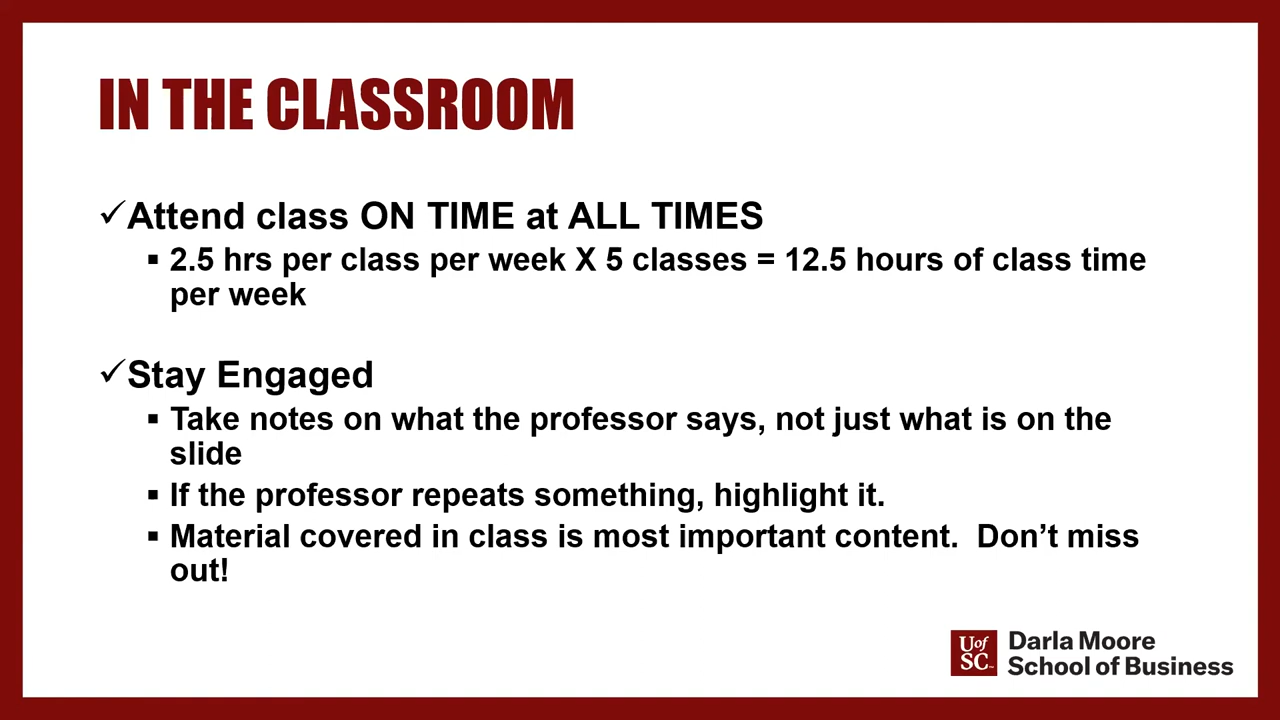 IN THE CLASSROOM
✓Attend class ON TIME at ALL TIMES
▪ 2.5 hrs per class per week X 5 classes = 12.5 hours of class time
per week
✓Stay Engaged
▪ Take notes on what the professor says, not just what is on the
slide
▪ If the professor repeats something, highlight it.
▪ Material covered in class is most important content.  Don’t miss
out!
UofSC
Darla Moore
School of Business